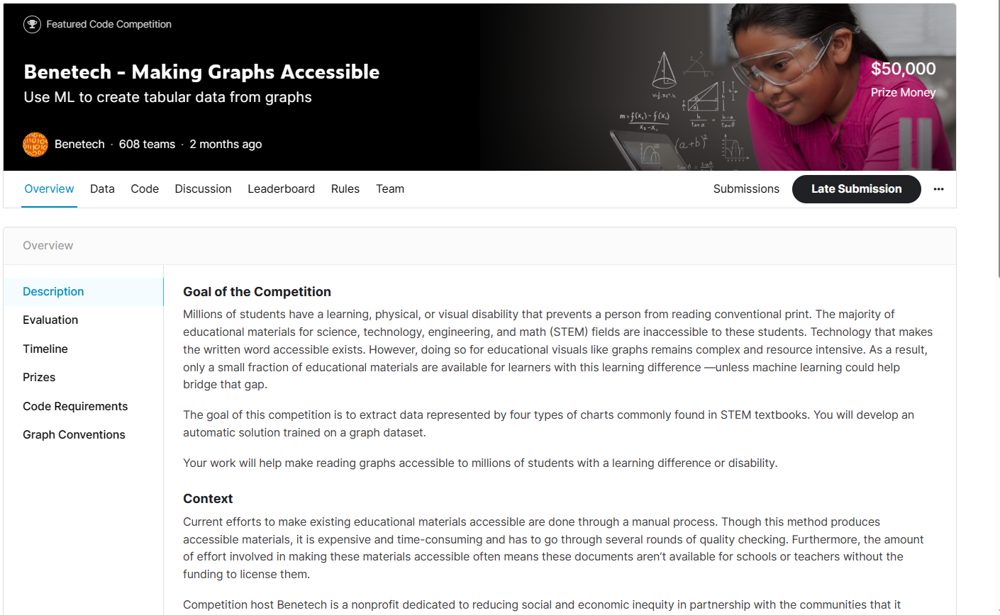 Featured Code Competition
Benetech - Making Graphs Accessible
Use ML to create tabular data from graphs
$50,000
Prize Money
Benetech · 608 teams · 2 months ago
Overview Data Code Discussion Leaderboard Rules Team Submissions Late Submission
Overview
Description
Evaluation
Timeline
Prizes
Code Requirements
Graph Conventions
Goal of the Competition
Millions of students have a learning, physical, or visual disability that prevents a person from reading conventional print. The majority of
educational materials for science, technology, engineering, and math (STEM) fields are inaccessible to these students. Technology that makes
the written word accessible exists. However, doing so for educational visuals like graphs remains complex and resource intensive. As a result,
only a small fraction of educational materials are available for learners with this learning difference —unless machine learning could help
bridge that gap.
The goal of this competition is to extract data represented by four types of charts commonly found in STEM textbooks. You will develop an
automatic solution trained on a graph dataset.
Your work will help make reading graphs accessible to millions of students with a learning difference or disability.
Context
Current efforts to make existing educational materials accessible are done through a manual process. Though this method produces
accessible materials, it is expensive and time-consuming and has to go through several rounds of quality checking. Furthermore, the amount
of effort involved in making these materials accessible often means these documents aren't available for schools or teachers without the
funding to license them.
Competition host Benetech is a nonprofit dedicated to reducing social and economic inequity in partnership with the communities that it